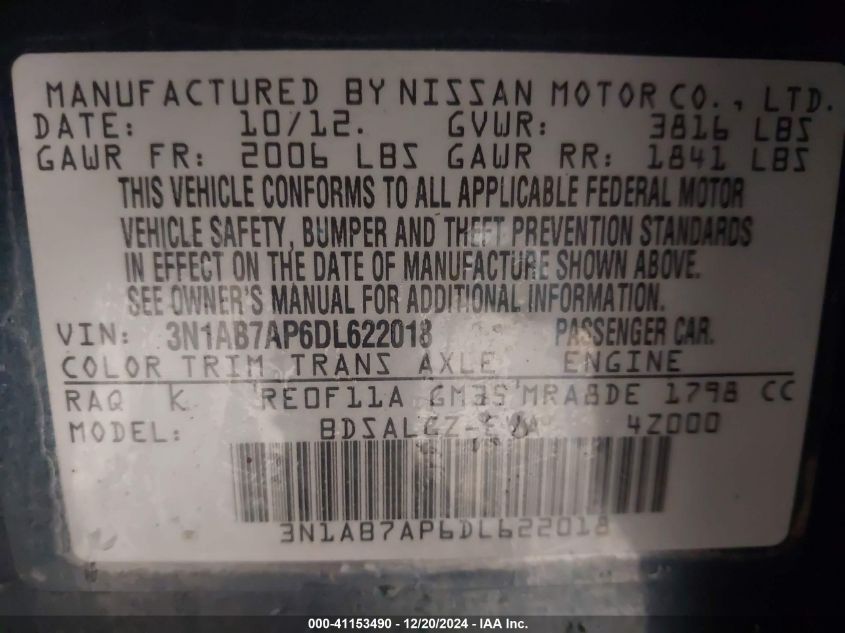 MANUFACTURED BY NISSAN MOTOR CO., LTD.
DATE: 10/12. GVWR: 3816 LBS
GAWR FR: 2006 LBS GAWR RR: 1841 LBS
THIS VEHICLE CONFORMS TO ALL APPLICABLE FEDERAL MOTOR
VEHICLE SAFETY, BUMPER AND THEFT PREVENTION STANDARDS
IN EFFECT ON THE DATE OF MANUFACTURE SHOWN ABOVE.
SEE OWNER'S MANUAL FOR ADDITIONAL INFORMATION.
VIN: 3N1AB7AP6DL622018 PASSENGER CAR.
COLOR TRIM TRANS AXLE ENGINE
RAQ K RE0F11A GM35 MRA8DE 1798 CC
MODEL: 4Z000
3N1AB7AP6DL622018
000-41153490 - 12/20/2024 - IAA Inc.